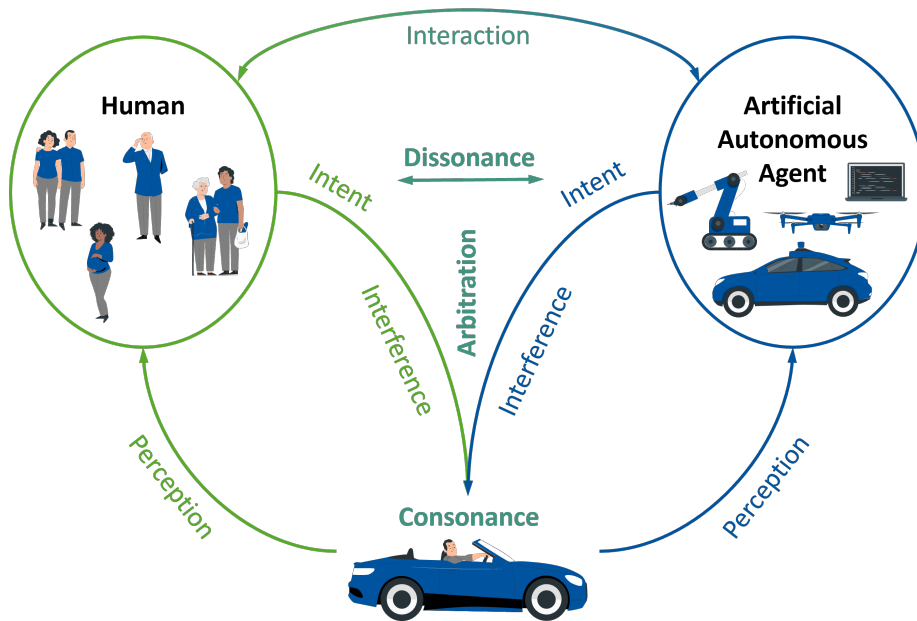 Interaction
Human
Artificial
Autonomous
Agent
Dissonance
Intent
Intent
Arbitration
Interference
Interference
Perception
Perception
Consonance